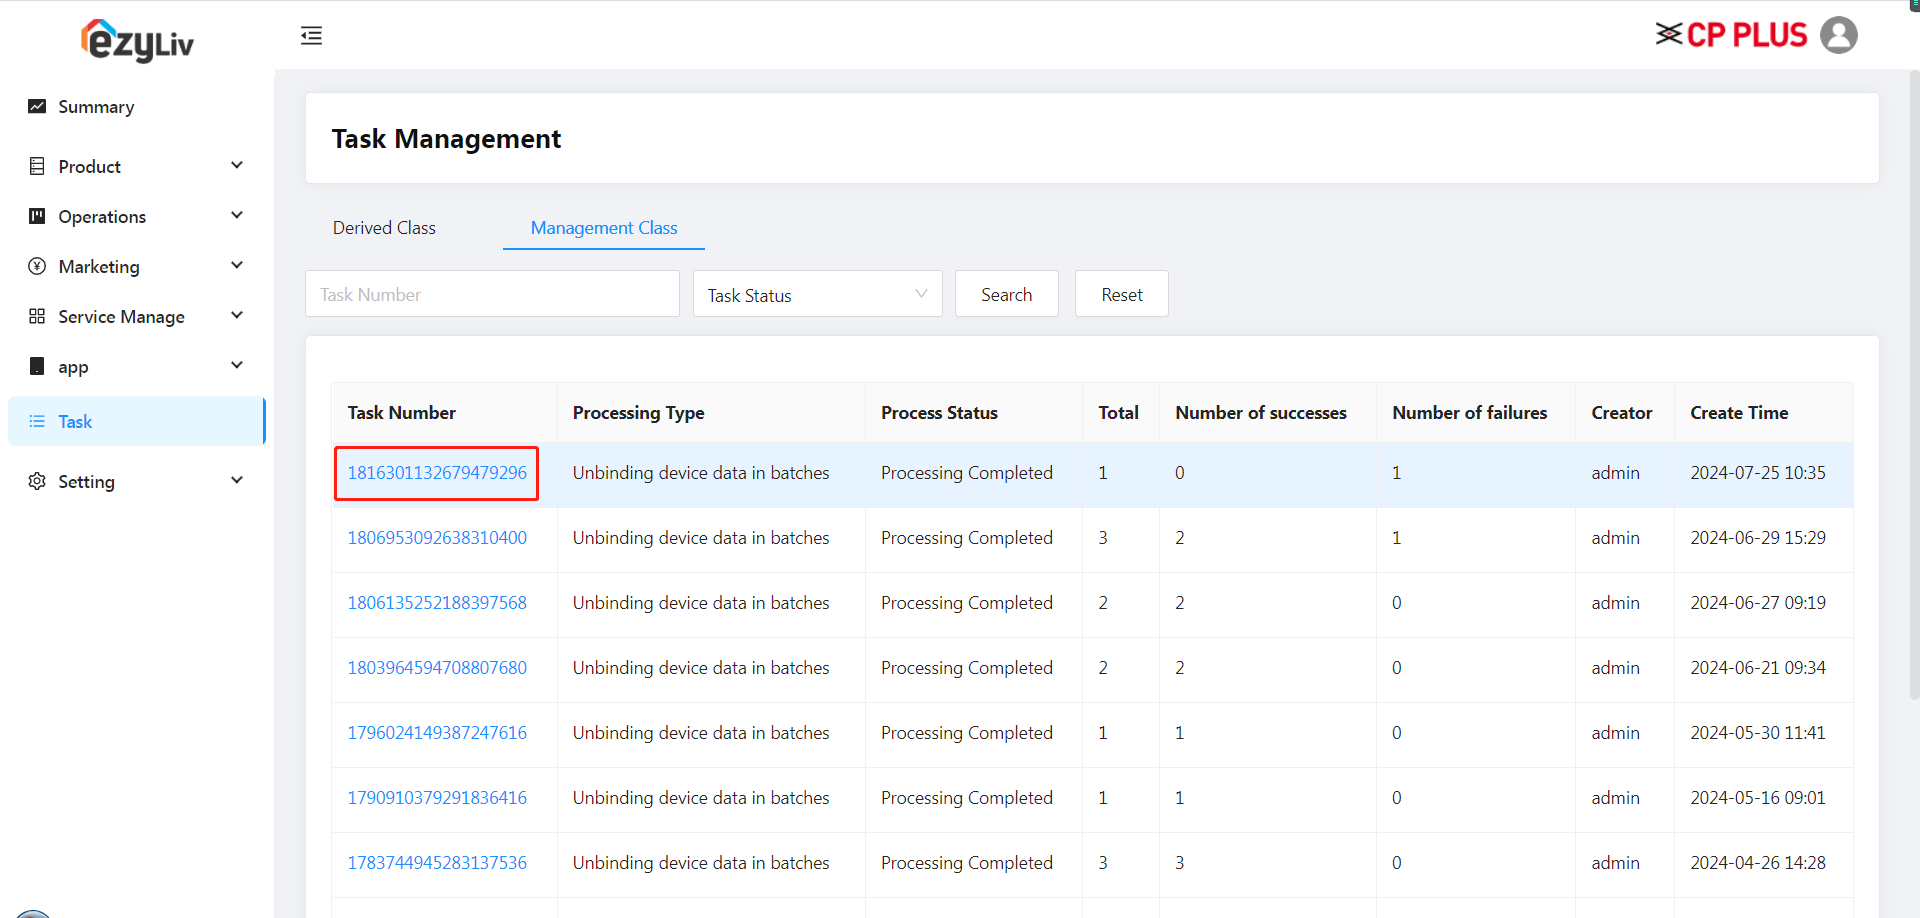 ezyLiv
CP PLUS
Summary
Product
Operations
Marketing
Service Manage
app
Task
Setting
Task Management
Derived Class
Management Class
Task Number
Task Status
Search
Reset
Task Number Processing Type Process Status Total Number of successes Number of failures Creator Create Time
1816301132679479296 Unbinding device data in batches Processing Completed 1 0 1 admin 2024-07-25 10:35
1806953092638310400 Unbinding device data in batches Processing Completed 3 2 1 admin 2024-06-29 15:29
1806135252188397568 Unbinding device data in batches Processing Completed 2 2 0 admin 2024-06-27 09:19
1803964594708807680 Unbinding device data in batches Processing Completed 2 2 0 admin 2024-06-21 09:34
1796024149387247616 Unbinding device data in batches Processing Completed 1 1 0 admin 2024-05-30 11:41
1790910379291836416 Unbinding device data in batches Processing Completed 1 1 0 admin 2024-05-16 09:01
1783744945283137536 Unbinding device data in batches Processing Completed 3 3 0 admin 2024-04-26 14:28